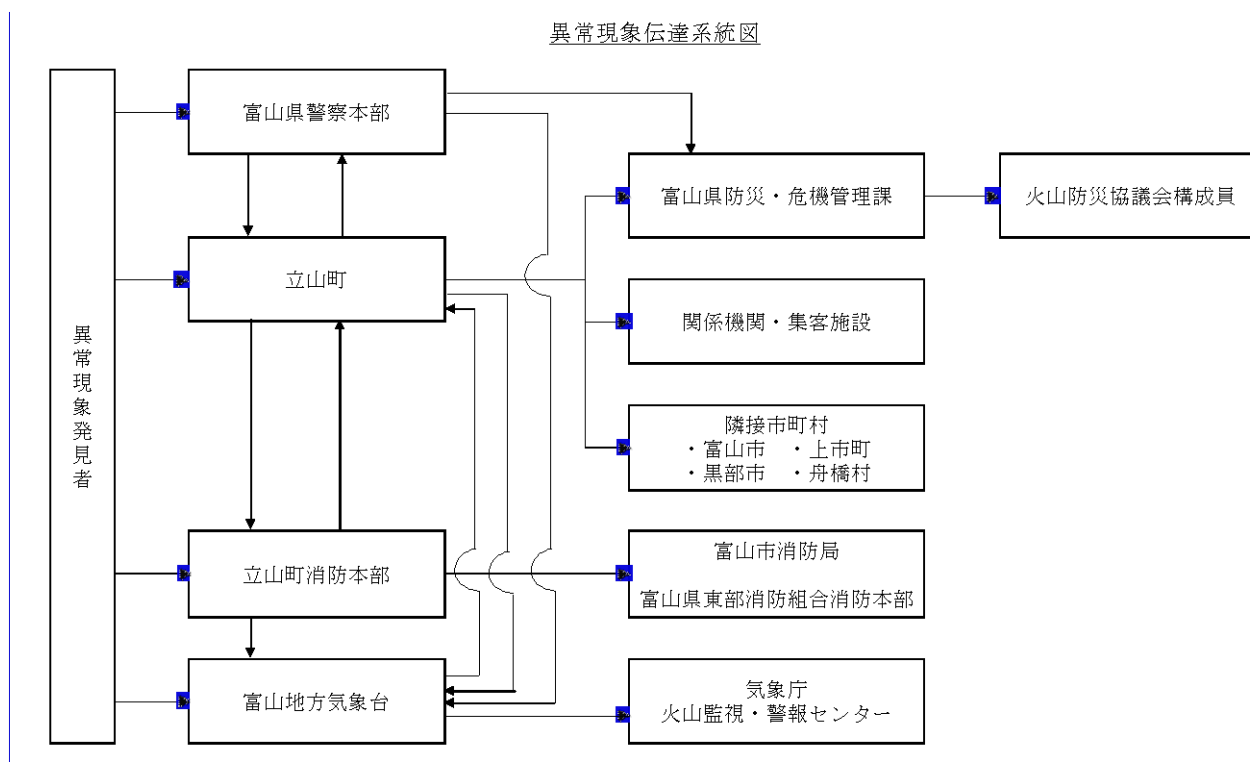 異常現象伝達系統図
異常現象発見者
富山県警察本部
富山県防災・危機管理課
火山防災協議会構成員
立山町
関係機関・集客施設
隣接市町村
・富山市　・上市町
・黒部市　・舟橋村
立山町消防本部
富山市消防局
富山県東部消防組合消防本部
富山地方気象台
気象庁
火山監視・警報センター